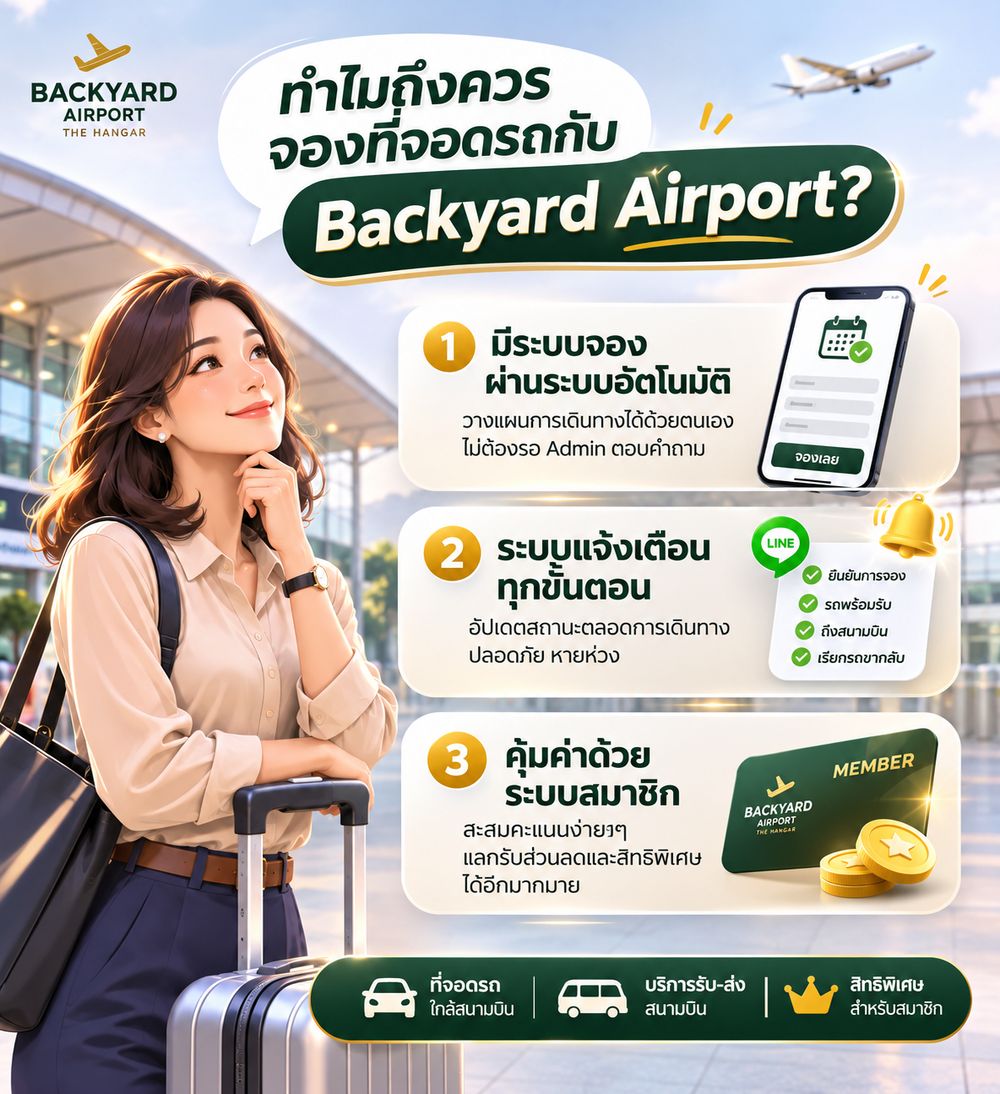 BACKYARD
AIRPORT
THE HANGAR
ทำไมถึงควร
จองที่จอดรถกับ
Backyard Airport?
1
มีระบบจอง
ผ่านระบบอัตโนมัติ
วางแผนการเดินทางได้ด้วยตนเอง
ไม่ต้องรอ Admin ตอบคำถาม
จองเลย
2
ระบบแจ้งเตือน
ทุกขั้นตอน
อัปเดตสถานะตลอดการเดินทาง
ปลอดภัย หายห่วง
LINE
ยืนยันการจอง
รถพร้อมรับ
ถึงสนามบิน
เรียกรถขากลับ
3
คุ้มค่าด้วย
ระบบสมาชิก
สะสมคะแนนง่ายๆ
แลกรับส่วนลดและสิทธิพิเศษ
ได้อีกมากมาย
MEMBER
BACKYARD
AIRPORT
THE HANGAR
ที่จอดรถ
ใกล้สนามบิน
บริการรับ-ส่ง
สนามบิน
สิทธิพิเศษ
สำหรับสมาชิก